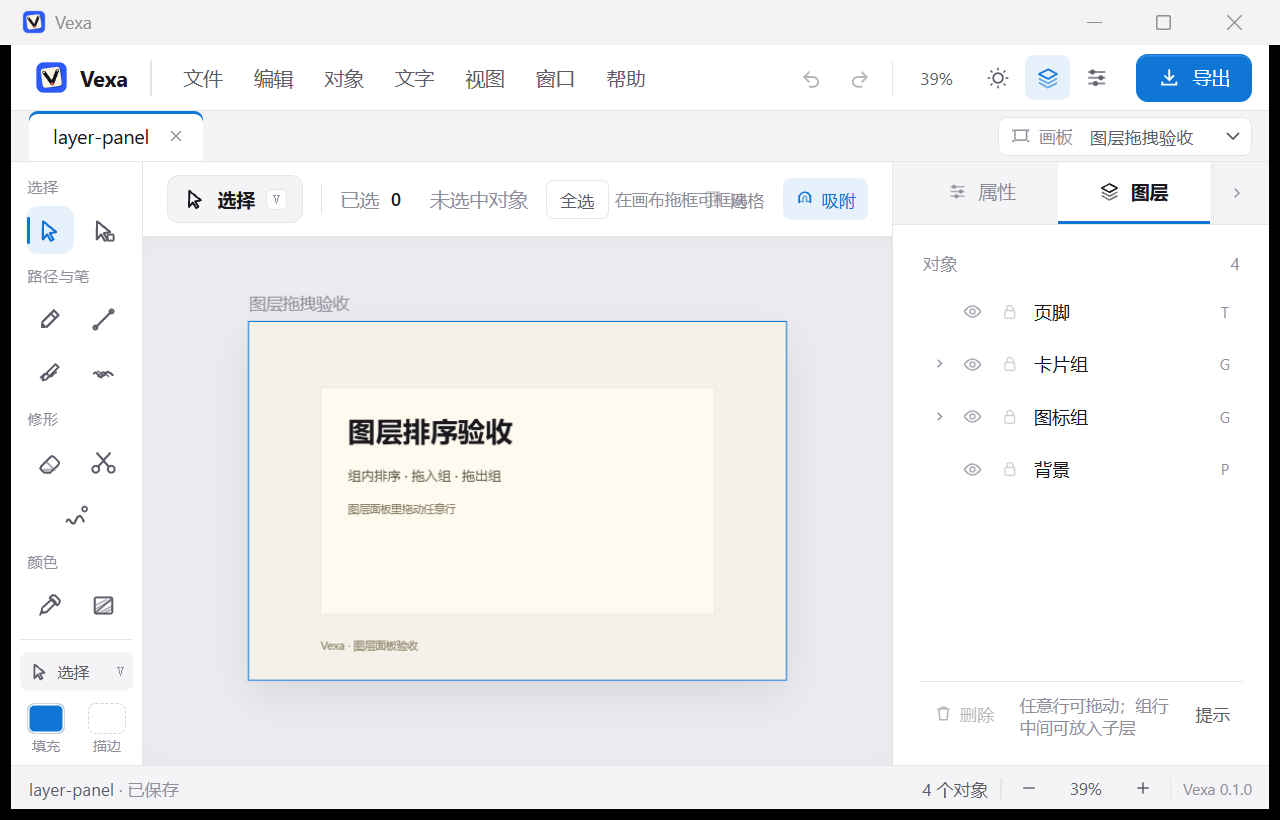 Vexa
Vexa 文件 编辑 对象 文字 视图 窗口 帮助 39% 导出
layer-panel 画板 图层拖拽验收
选择
选择 V 已选 0 未选中对象 全选 在画布拖框可框选 网格 吸附
属性 图层
路径与笔
修形
颜色
选择 V
填充 描边
图层拖拽验收
图层排序验收
组内排序 · 拖入组 · 拖出组
图层面板里拖动任意行
Vexa · 图层面板验收
对象 4
页脚 T
卡片组 G
图标组 G
背景 P
删除 任意行可拖动；组行
中间可放入子层
提示
layer-panel · 已保存 4 个对象 39% Vexa 0.1.0